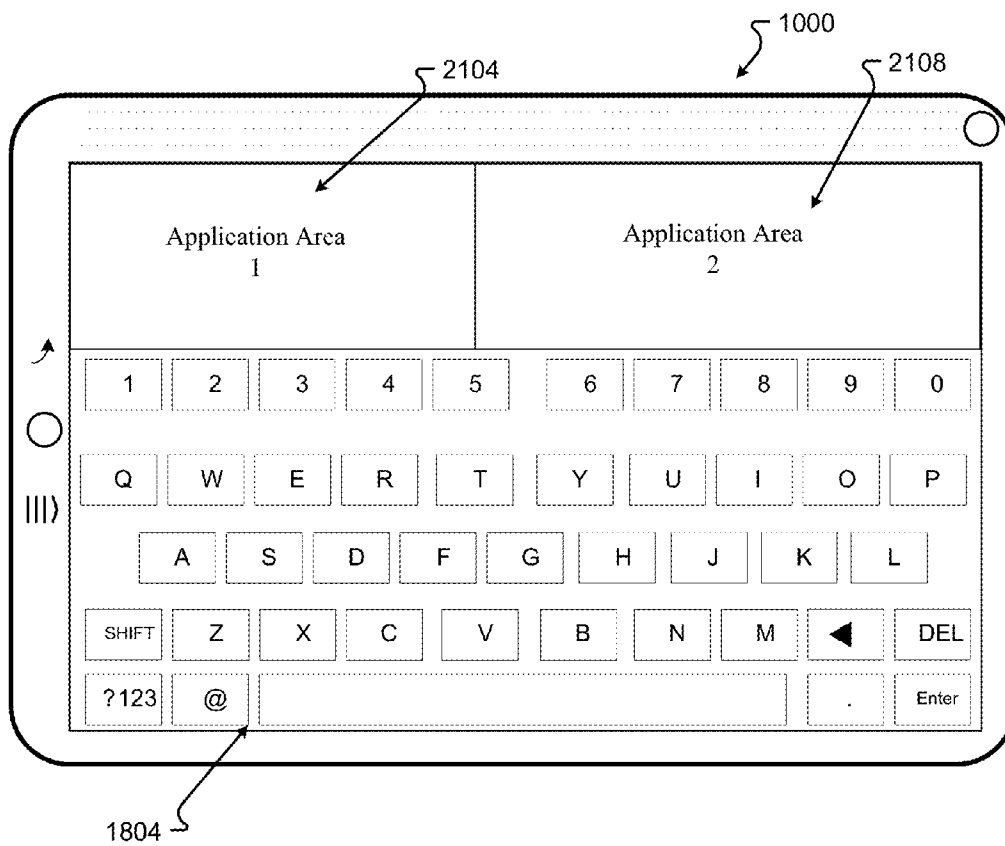 1000
2104
2108
Application Area
1
Application Area
2
1 2 3 4 5 6 7 8 9 0
Q W E R T Y U I O P
A S D F G H J K L
SHIFT Z X C V B N M DEL
?123 @ . Enter
1804